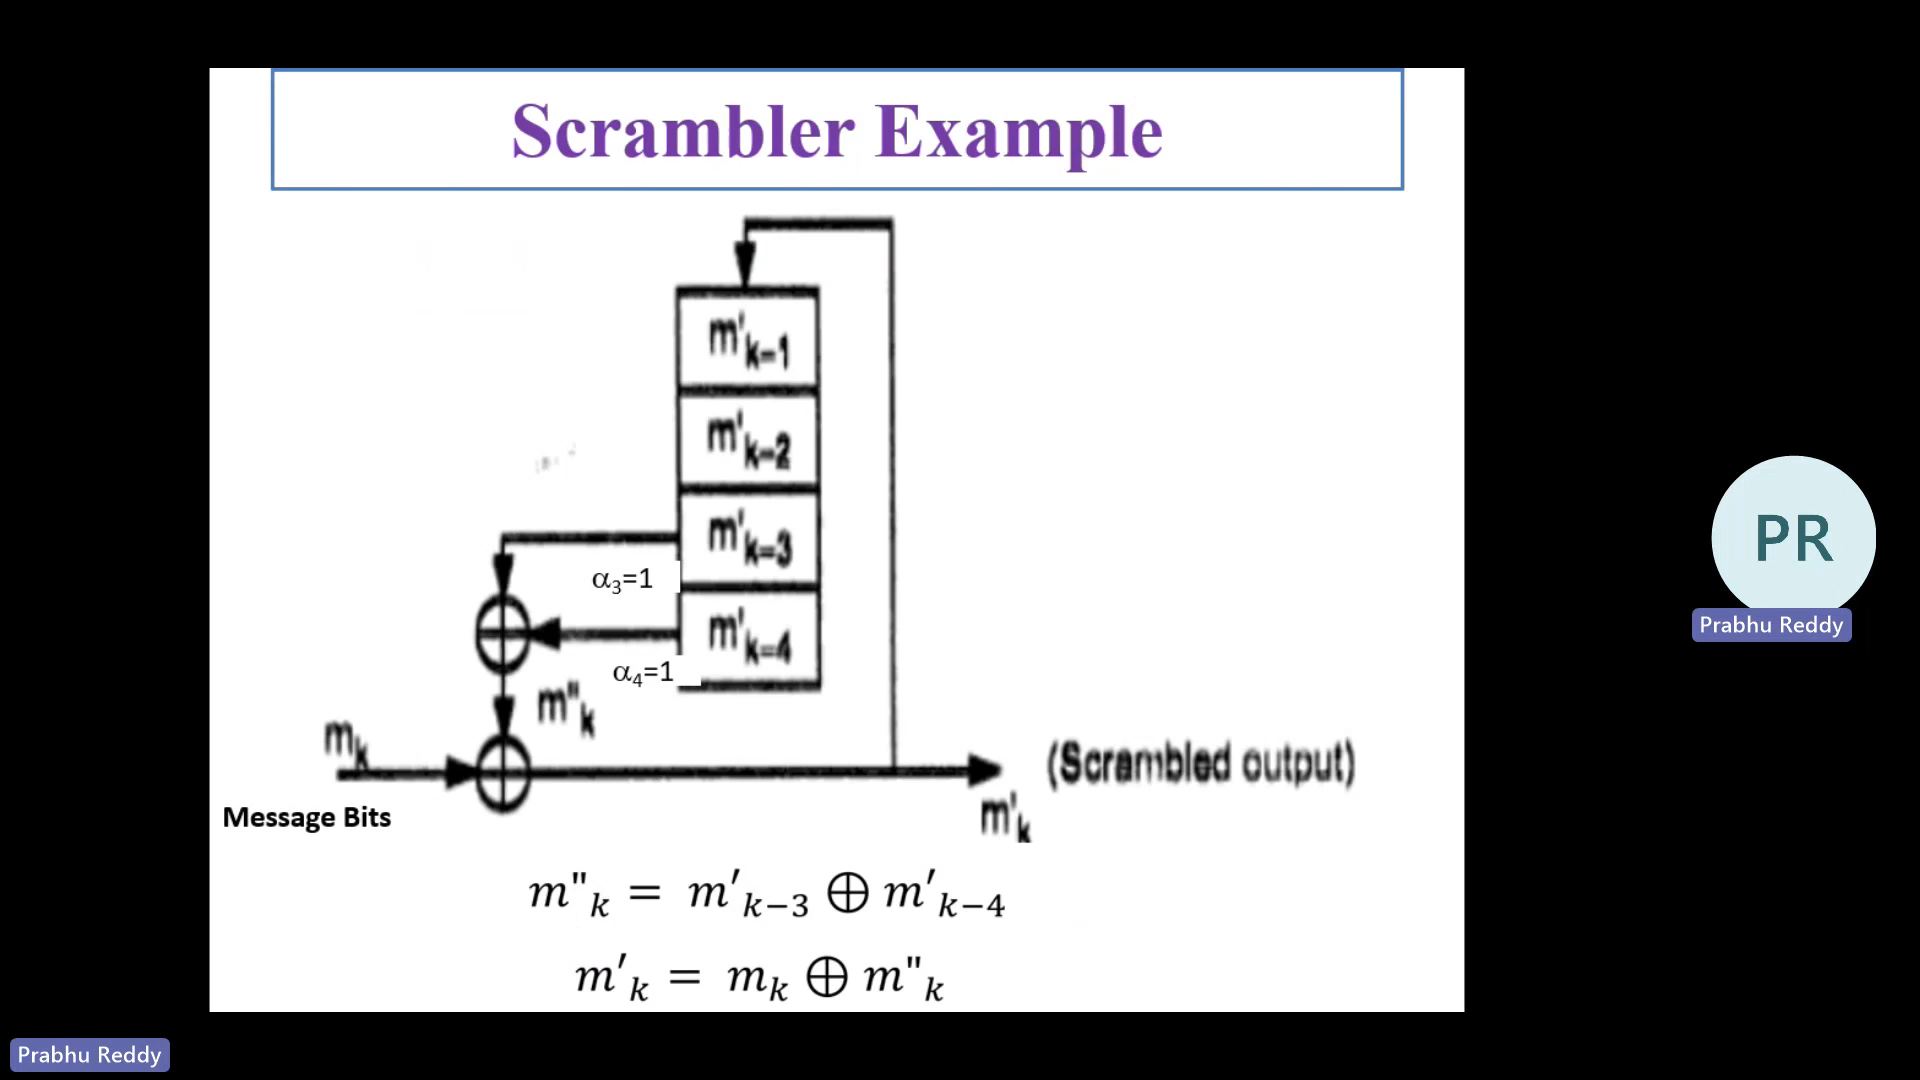 Scrambler Example
m'k-1
m'k-2
m'k-3
α3=1
m'k-4
α4=1
m"k
mk
(Scrambled output)
m'k
Message Bits
m"k = m'k−3 ⊕ m'k−4
m'k = mk ⊕ m"k
PR
Prabhu Reddy
Prabhu Reddy